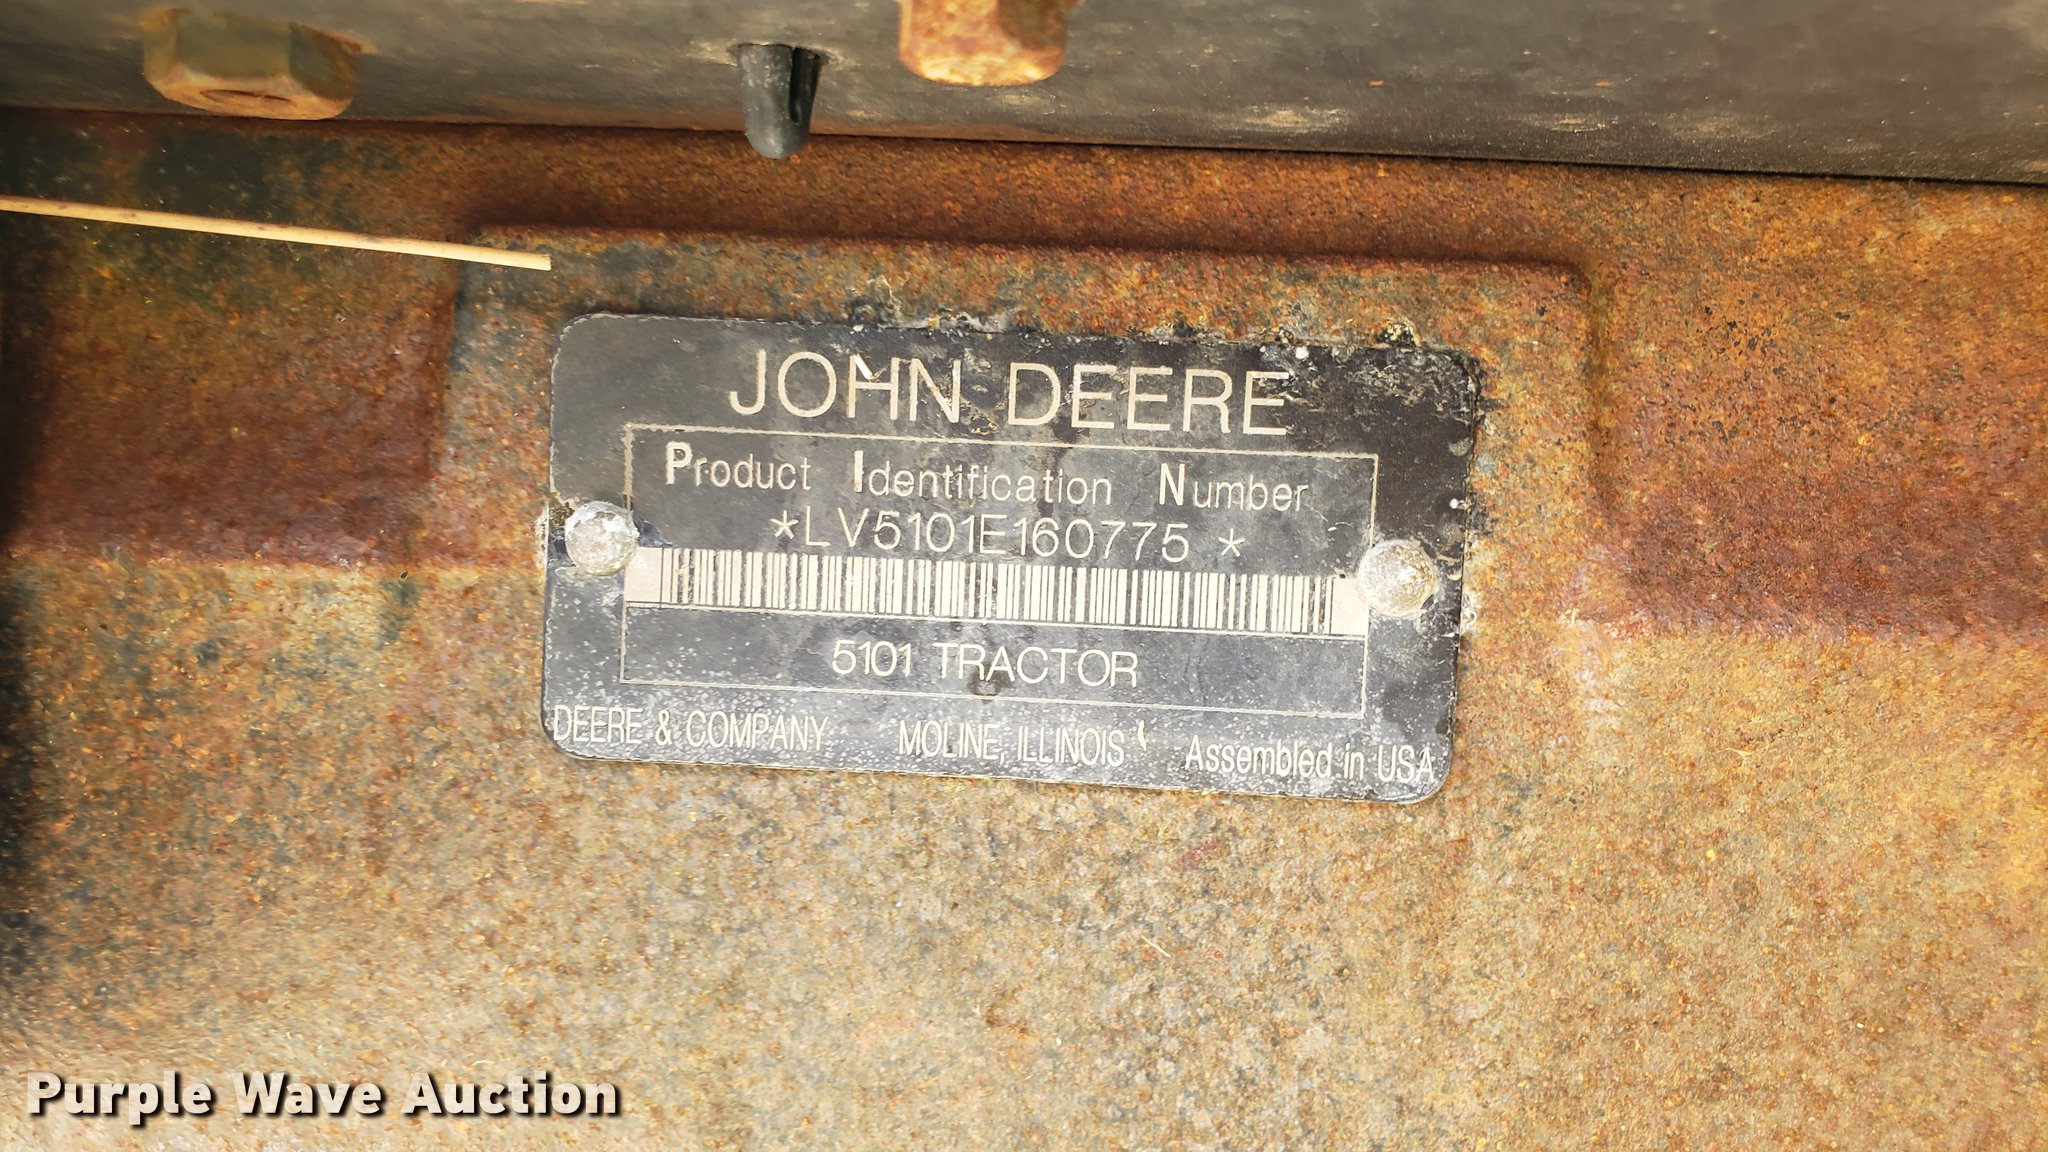 JOHN DEERE
Product Identification Number
*LV5101E160775 *
5101 TRACTOR
DEERE & COMPANY MOLINE, ILLINOIS Assembled in USA
Purple Wave Auction